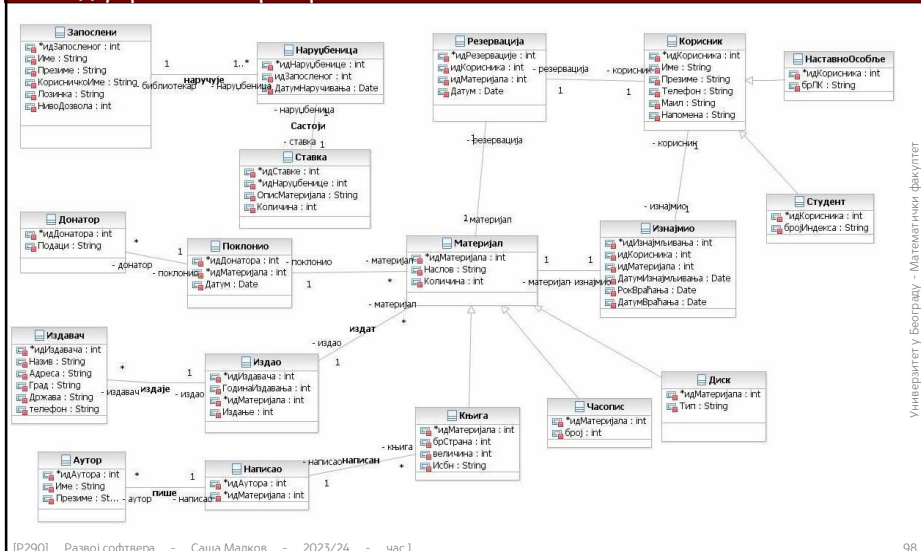 Запослени
*идЗапосленог : int
Име : String
Презиме : String
КорисничкоИме : String
Лозинка : String
НивоДозвола : int
1
1..*
наручује
- библиотекар
- наруџбеница
Наруџбеница
*идНаруџбенице : int
идЗапосленог : int
ДатумНаручивања : Date
- наруџбеница
1
Састоји
- ставка
1
Ставка
*идСтавке : int
*идНаруџбенице : int
ОписМатеријала : String
Количина : int
Резервација
*идРезервације : int
идКорисника : int
идМатеријала : int
Датум : Date
- резервација
1
- корисник
1
Корисник
*идКорисника : int
Име : String
Презиме : String
Телефон : String
Маил : String
Напомена : String
НаставноОсобље
*идКорисника : int
брЛК : String
Студент
*идКорисника : int
бројИндекса : String
1
- резервација
1
материјал
- корисник
1
- изнајмио
1
Изнајмио
*идИзнајмљивања : int
идКорисника : int
идМатеријала : int
ДатумИзнајмљивања : Date
РокВраћања : Date
ДатумВраћања : Date
Донатор
*идДонатора : int
Подаци : String
*
1
- донатор
- поклонио
Поклонио
*идДонатора : int
*идМатеријала : int
Датум : Date
- поклонио
1
- материјал
*
Материјал
*идМатеријала : int
Наслов : String
Количина : int
1
1
- материјал
- изнајмио
- материјал
*
издат
- издао
1
Издавач
*идИздавача : int
Назив : String
Адреса : String
Град : String
Држава : String
телефон : String
*
1
- издавач
издаје
- издао
Издао
*идИздавача : int
ГодинаИздавања : int
*идМатеријала : int
Издање : int
Књига
*идМатеријала : int
брСтрана : int
величина : int
Исбн : String
Часопис
*идМатеријала : int
број : int
Диск
*идМатеријала : int
Тип : String
Аутор
*идАутора : int
Име : String
Презиме : St...
*
1
пише
- аутор
- написао
Написао
*идАутора : int
*идМатеријала : int
- написао
написан
1
- књига
*
Универзитет у Београду - Математички факултет
[Р290] Развој софтвера - Саша Малков - 2023/24 - час 1
98